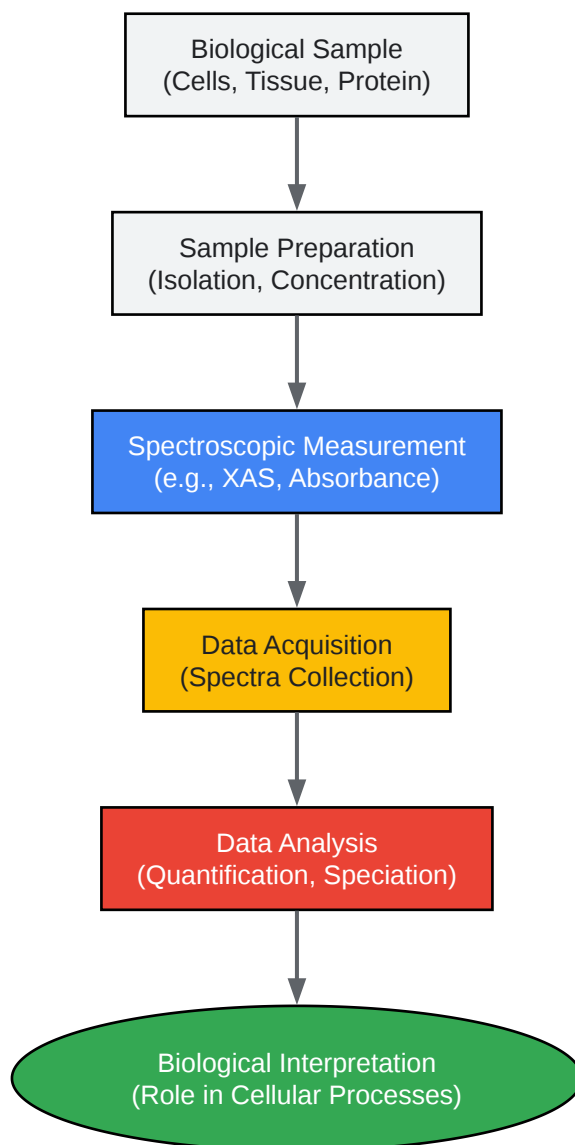 Biological Sample
(Cells, Tissue, Protein)
Sample Preparation
(Isolation, Concentration)
Spectroscopic Measurement
(e.g., XAS, Absorbance)
Data Acquisition
(Spectra Collection)
Data Analysis
(Quantification, Speciation)
Biological Interpretation
(Role in Cellular Processes)